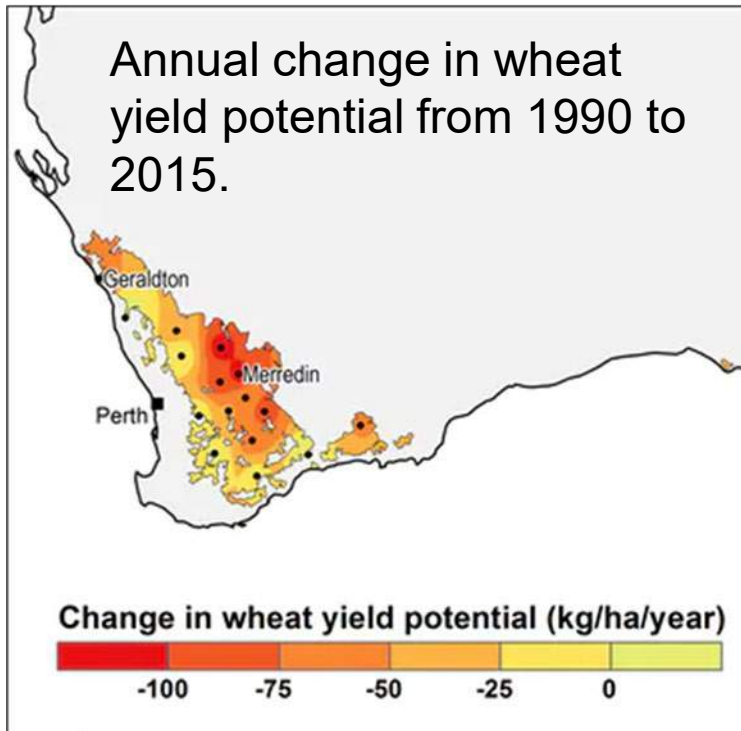 Annual change in wheat
yield potential from 1990 to
2015.
Geraldton
Merredin
Perth
Change in wheat yield potential (kg/ha/year)
-100 -75 -50 -25 0